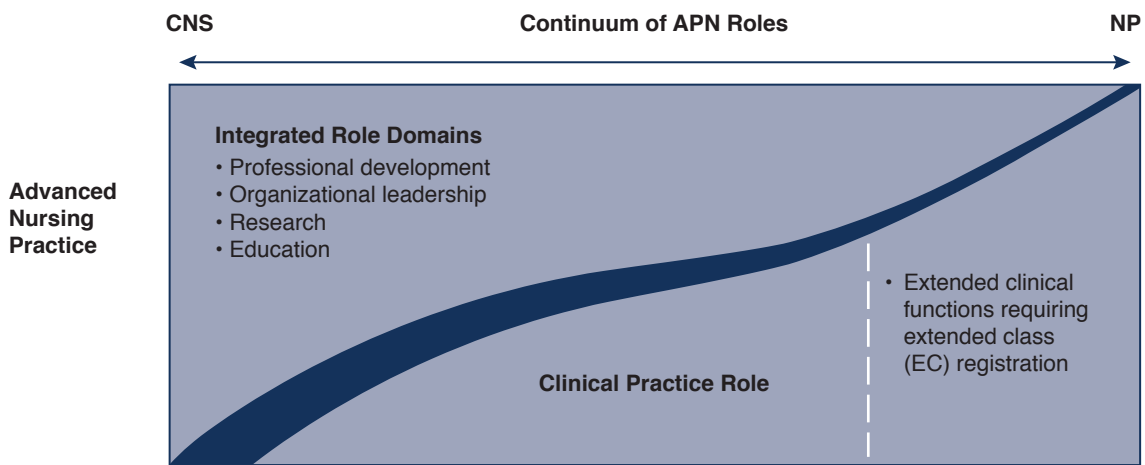 CNS
Continuum of APN Roles
NP
Advanced
Nursing
Practice
Integrated Role Domains
• Professional development
• Organizational leadership
• Research
• Education
• Extended clinical
functions requiring
extended class
(EC) registration
Clinical Practice Role